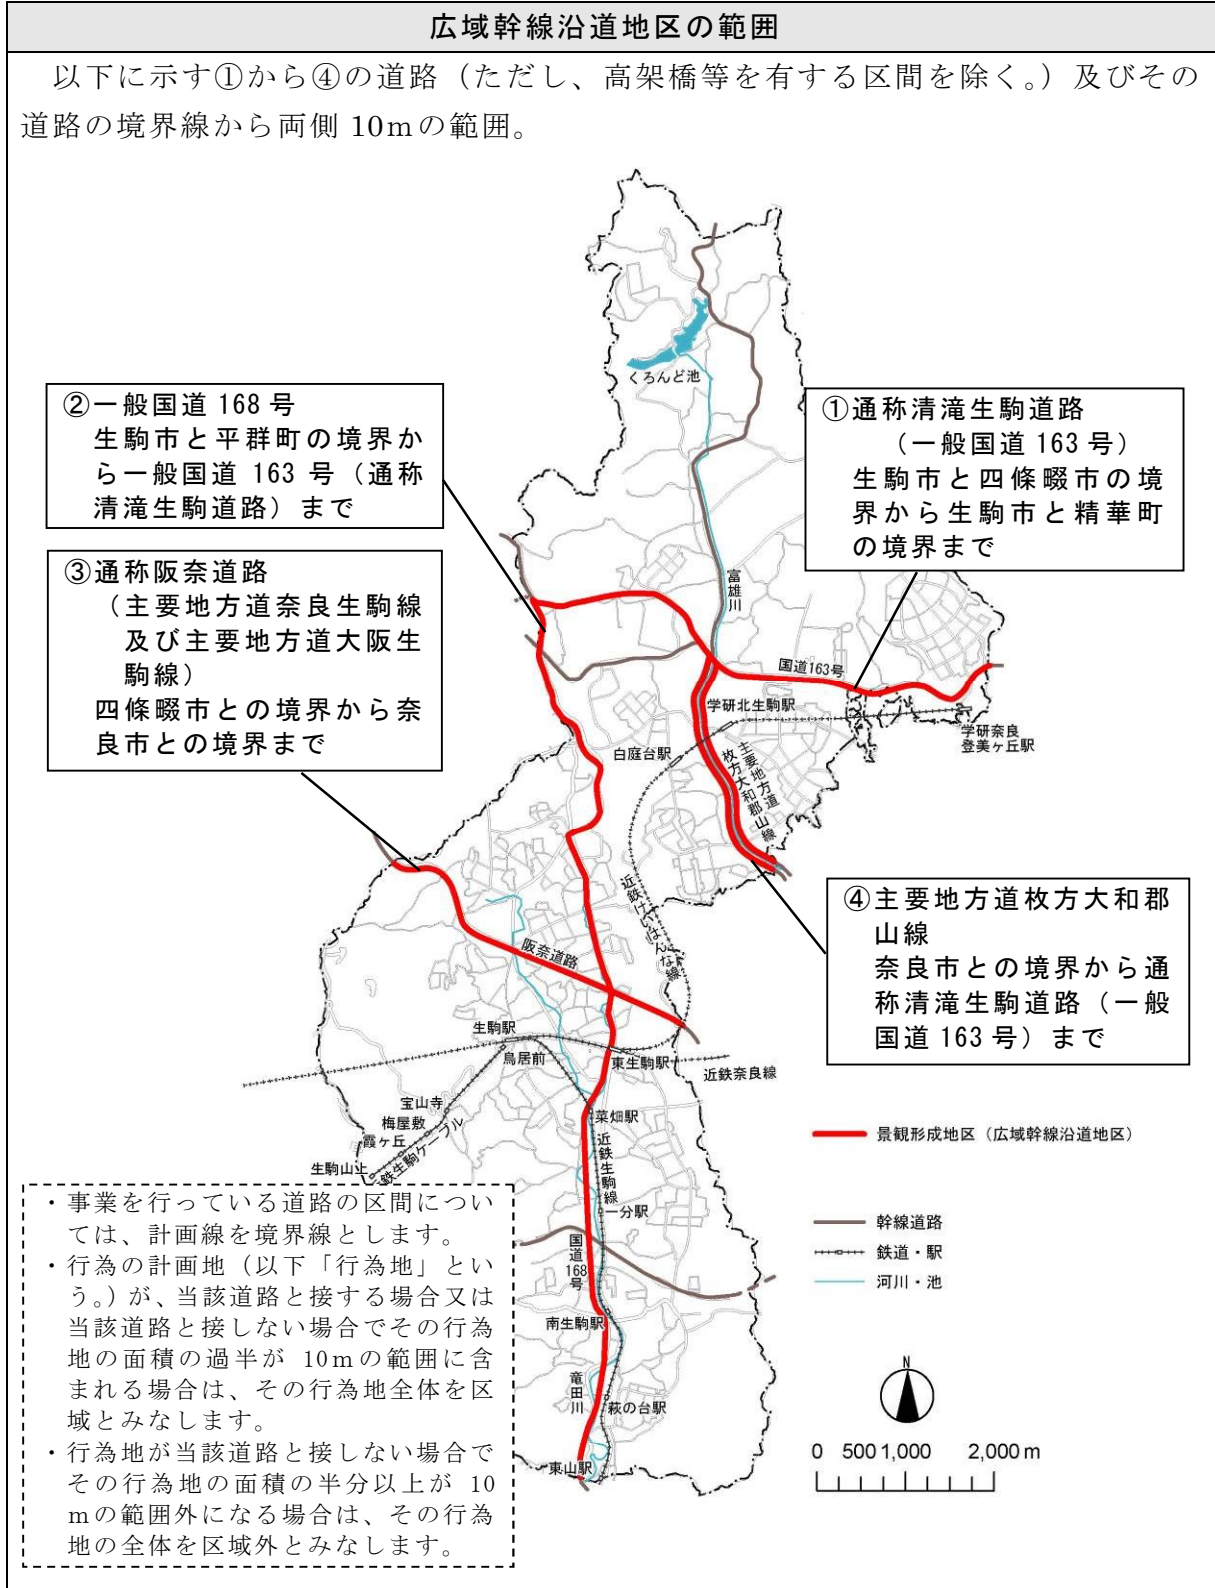 広域幹線沿道地区の範囲
以下に示す①から④の道路（ただし、高架橋等を有する区間を除く。）及びその
道路の境界線から両側 10ｍの範囲。
くろんど池
②一般国道 168 号
生駒市と平群町の境界か
ら一般国道 163 号（通称
清滝生駒道路）まで
①通称清滝生駒道路
（一般国道 163 号）
生駒市と四條畷市の境
界から生駒市と精華町
の境界まで
③通称阪奈道路
（主要地方道奈良生駒線
及び主要地方道大阪生
駒線）
四條畷市との境界から奈
良市との境界まで
富雄川
国道163号
学研北生駒駅
学研奈良
登美ヶ丘駅
白庭台駅
主要地方道
枚方大和郡山線
近鉄けいはんな線
④主要地方道枚方大和郡
山線
奈良市との境界から通
称清滝生駒道路（一般
国道 163 号）まで
阪奈道路
生駒駅
鳥居前
東生駒駅
近鉄奈良線
宝山寺
梅屋敷
霞ヶ丘
生駒山上
近鉄生駒ケーブル
菜畑駅
近鉄生駒線
一分駅
国道168号
南生駒駅
竜田川
萩の台駅
東山駅
景観形成地区（広域幹線沿道地区）
幹線道路
鉄道・駅
河川・池
N
0 500 1,000 2,000 m
・事業を行っている道路の区間につい
ては、計画線を境界線とします。
・行為の計画地（以下「行為地」とい
う。）が、当該道路と接する場合又は
当該道路と接しない場合でその行為
地の面積の過半が 10ｍの範囲に含
まれる場合は、その行為地全体を区
域とみなします。
・行為地が当該道路と接しない場合で
その行為地の面積の半分以上が 10
ｍの範囲外になる場合は、その行為
地の全体を区域外とみなします。